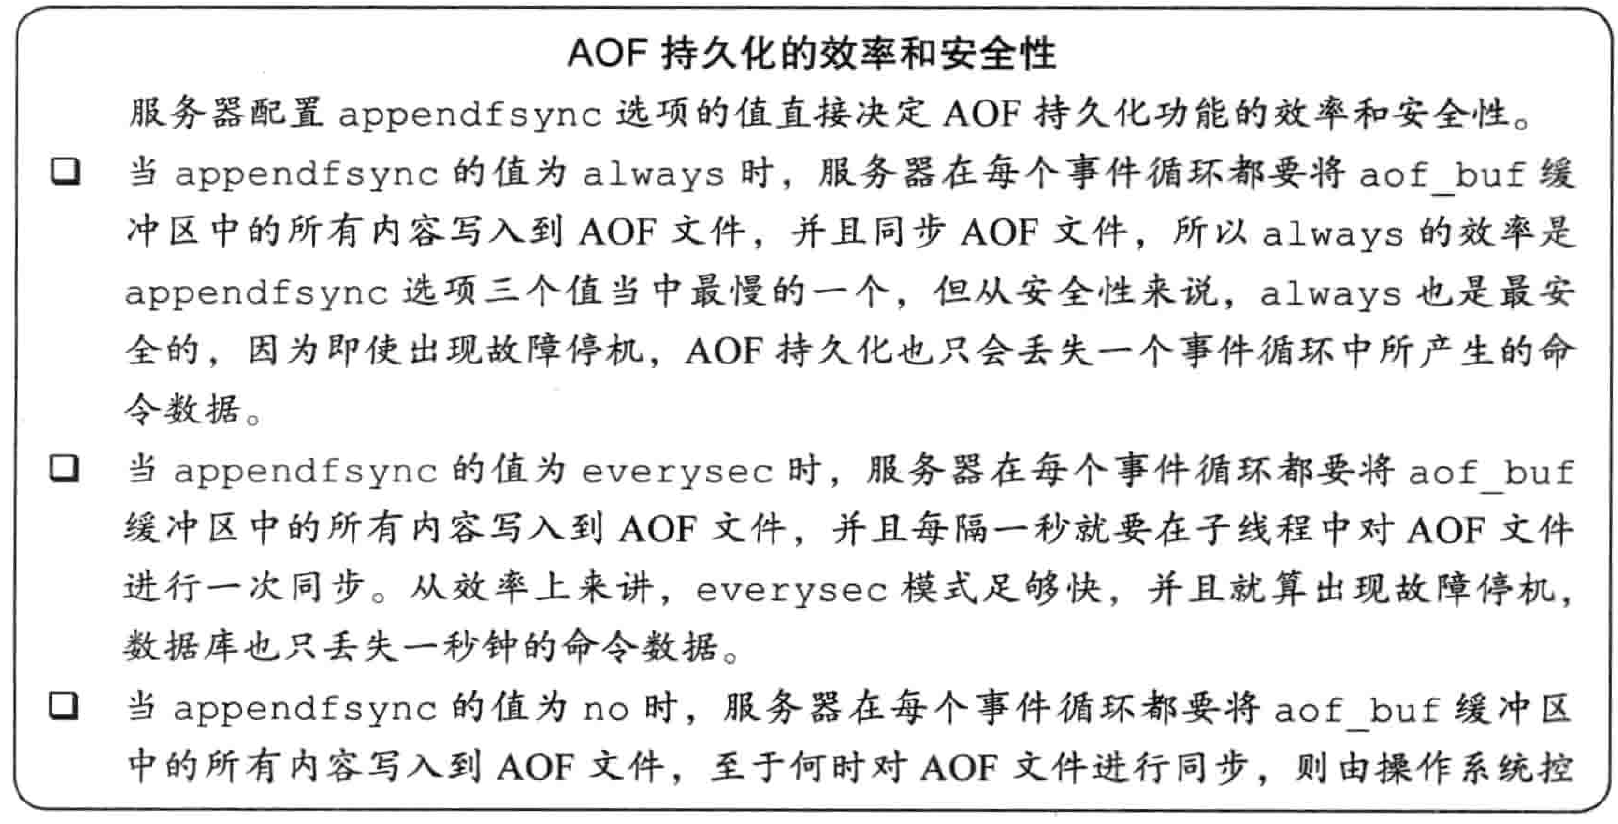 AOF 持久化的效率和安全性
服务器配置 appendfsync 选项的值直接决定 AOF 持久化功能的效率和安全性。
❑ 当 appendfsync 的值为 always 时，服务器在每个事件循环都要将 aof_buf 缓
冲区中的所有内容写入到 AOF 文件，并且同步 AOF 文件，所以 always 的效率是
appendfsync 选项三个值当中最慢的一个，但从安全性来说，always 也是最安
全的，因为即使出现故障停机，AOF 持久化也只会丢失一个事件循环中所产生的命
令数据。
❑ 当 appendfsync 的值为 everysec 时，服务器在每个事件循环都要将 aof_buf
缓冲区中的所有内容写入到 AOF 文件，并且每隔一秒就要在子线程中对 AOF 文件
进行一次同步。从效率上来讲，everysec 模式足够快，并且就算出现故障停机，
数据库也只丢失一秒钟的命令数据。
❑ 当 appendfsync 的值为 no 时，服务器在每个事件循环都要将 aof_buf 缓冲区
中的所有内容写入到 AOF 文件，至于何时对 AOF 文件进行同步，则由操作系统控